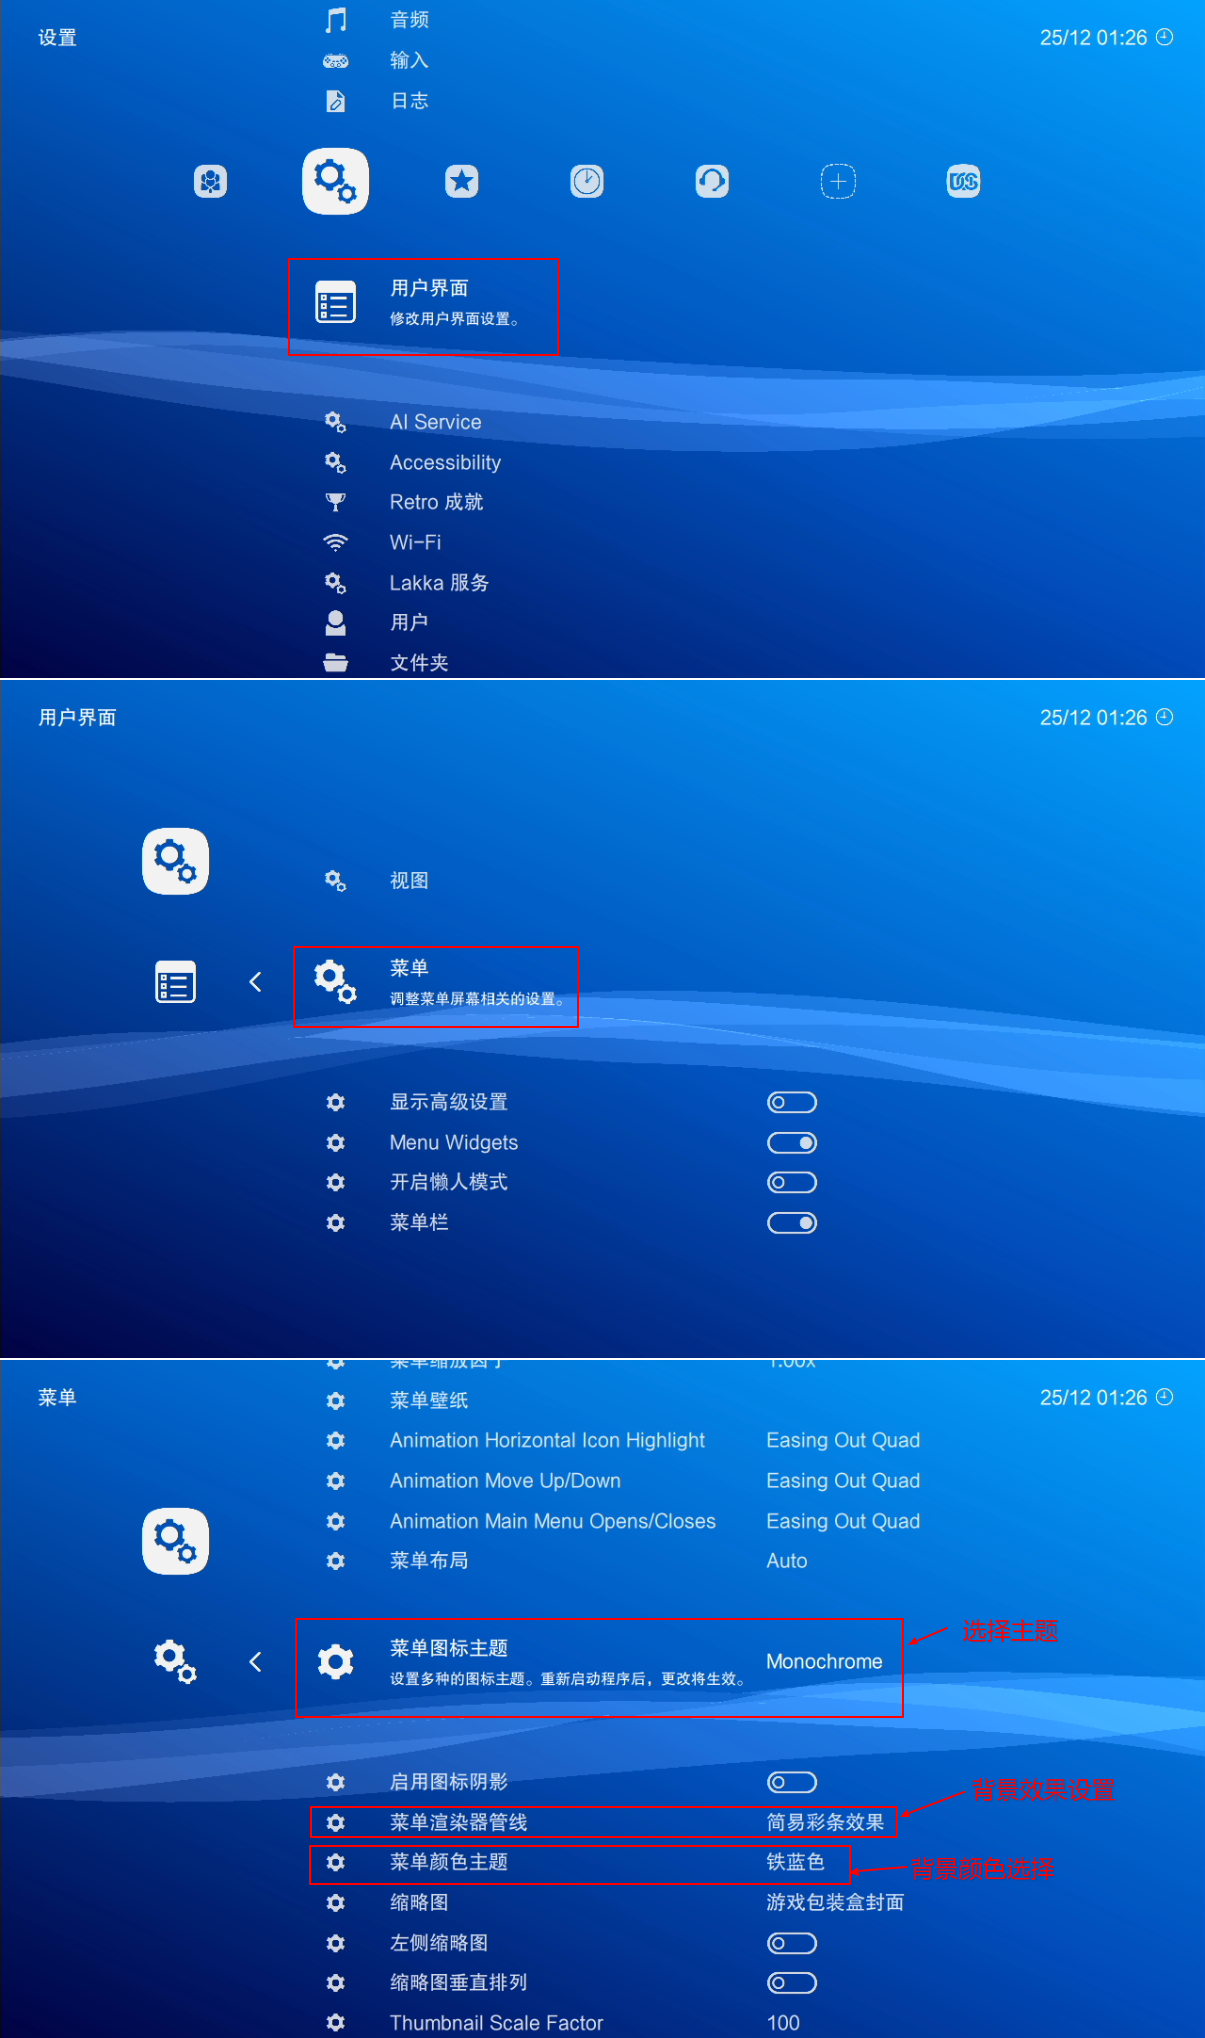 音频
设置
25/12 01:26
输入
日志
用户界面
修改用户界面设置。
AI Service
Accessibility
Retro 成就
Wi-Fi
Lakka 服务
用户
文件夹
用户界面
25/12 01:26
视图
菜单
调整菜单屏幕相关的设置。
显示高级设置
Menu Widgets
开启懒人模式
菜单栏
菜单缩放因子 1.00x
菜单
25/12 01:26
菜单壁纸
Animation Horizontal Icon Highlight Easing Out Quad
Animation Move Up/Down Easing Out Quad
Animation Main Menu Opens/Closes Easing Out Quad
菜单布局 Auto
选择主题
菜单图标主题 Monochrome
设置多种的图标主题。重新启动程序后，更改将生效。
启用图标阴影
背景效果设置
菜单渲染器管线 简易彩条效果
菜单颜色主题 铁蓝色
背景颜色选择
缩略图 游戏包装盒封面
左侧缩略图
缩略图垂直排列
Thumbnail Scale Factor 100